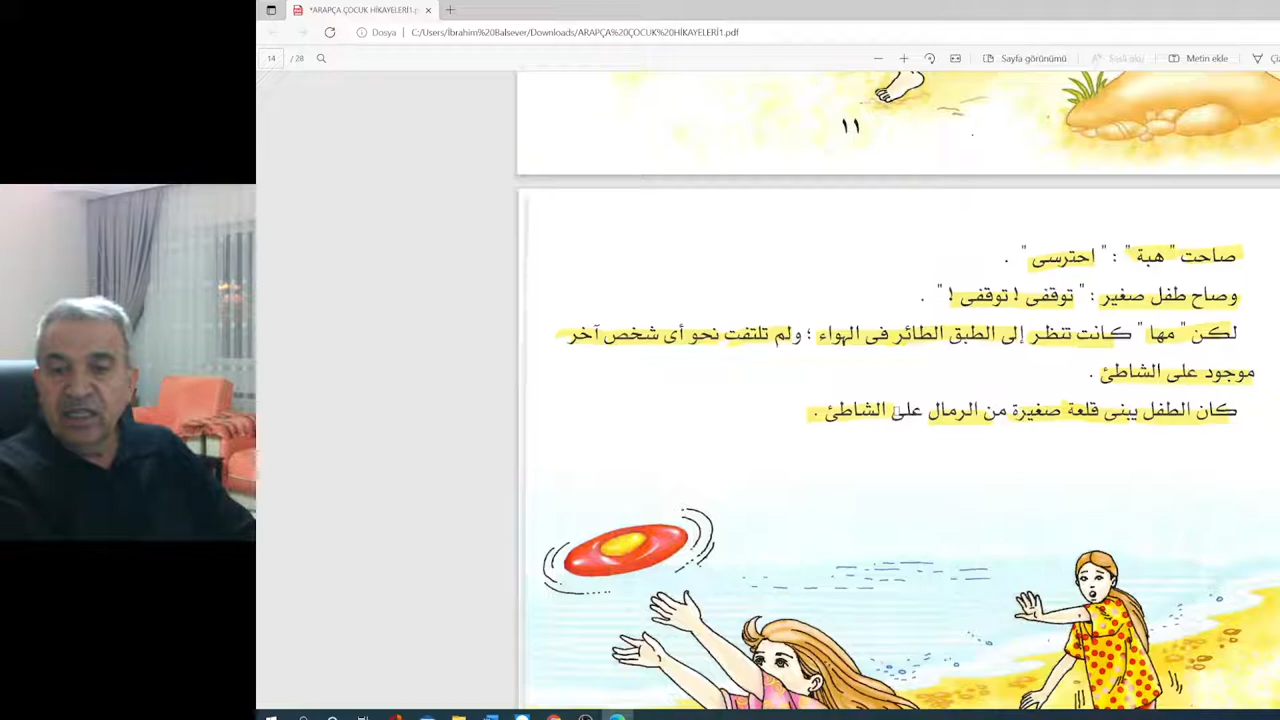 *ARAPÇA ÇOCUK HİKAYELERİ1.p
Dosya
C:/Users/İbrahim%20Balsever/Downloads/ARAPÇA%20ÇOCUK%20HİKAYELERİ1.pdf
14 / 28
Sayfa görünümü
Sesli oku
Metin ekle
١١
صاحت " هبة " : " احترسى " .
وصاح طفل صغير : " توقفى ! توقفى ! " .
لكن " مها " كانت تنظر إلى الطبق الطائر فى الهواء ؛ ولم تلتفت نحو أى شخص آخر
موجود على الشاطئ .
كان الطفل يبنى قلعة صغيرة من الرمال على الشاطئ .